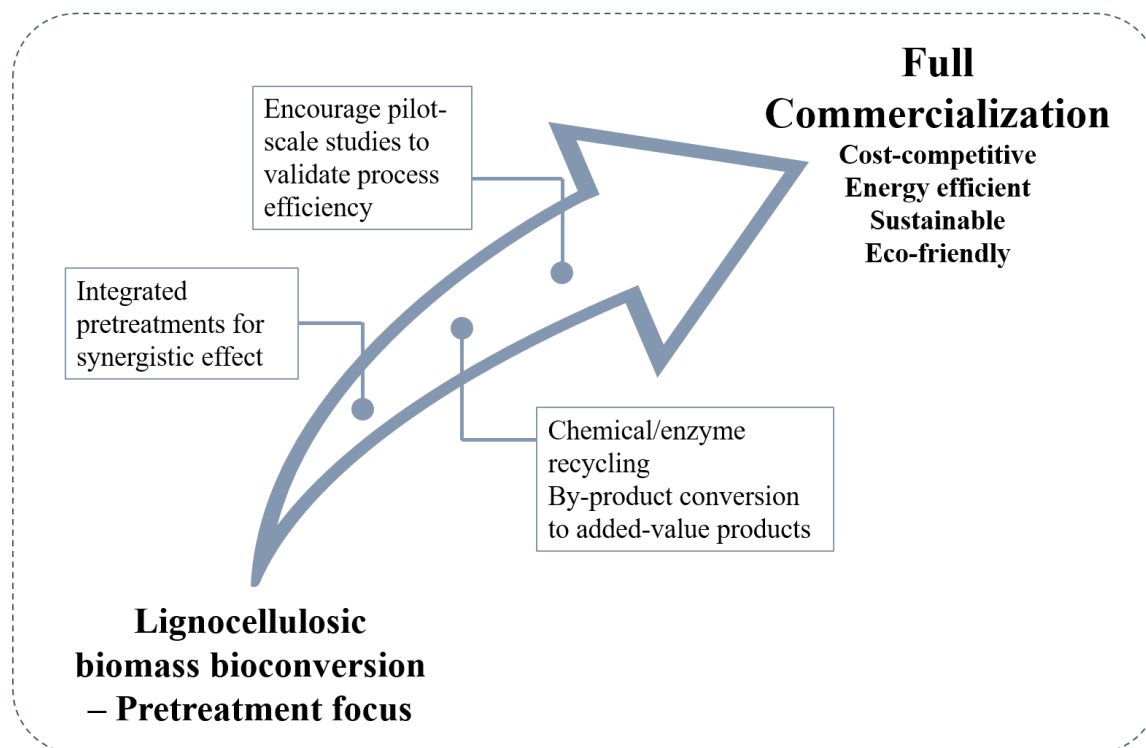 Full
Commercialization
Cost-competitive
Energy efficient
Sustainable
Eco-friendly
Encourage pilot-
scale studies to
validate process
efficiency
Integrated
pretreatments for
synergistic effect
Chemical/enzyme
recycling
By-product conversion
to added-value products
Lignocellulosic
biomass bioconversion
– Pretreatment focus